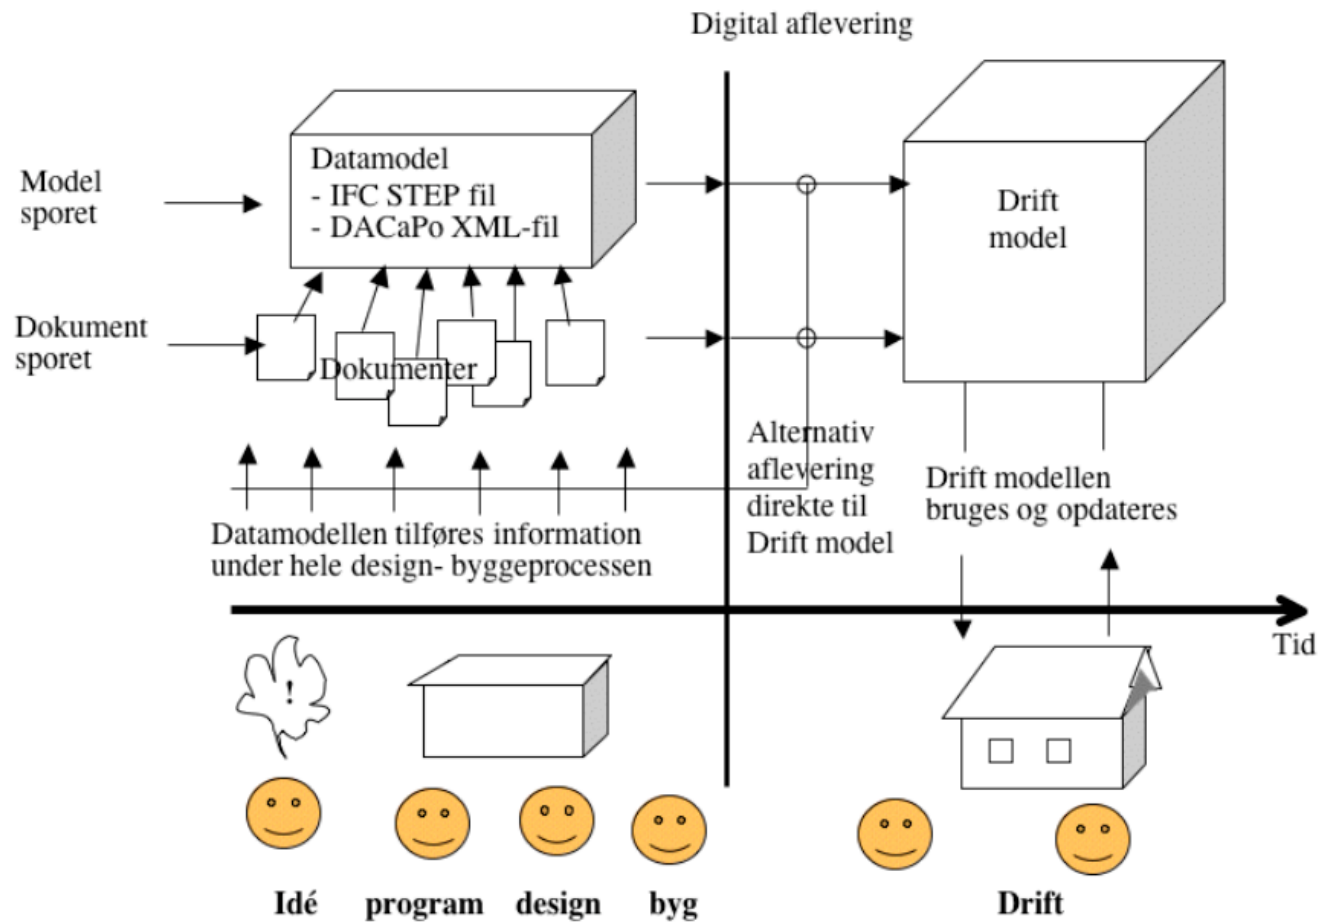 Digital aflevering
Model
sporet
Datamodel
- IFC STEP fil
- DACaPo XML-fil
Drift
model
Dokument
sporet
Dokumenter
Alternativ
aflevering
direkte til
Drift model
Drift modellen
bruges og opdateres
Datamodellen tilføres information
under hele design- byggeprocessen
Tid
!
Idé program design byg Drift